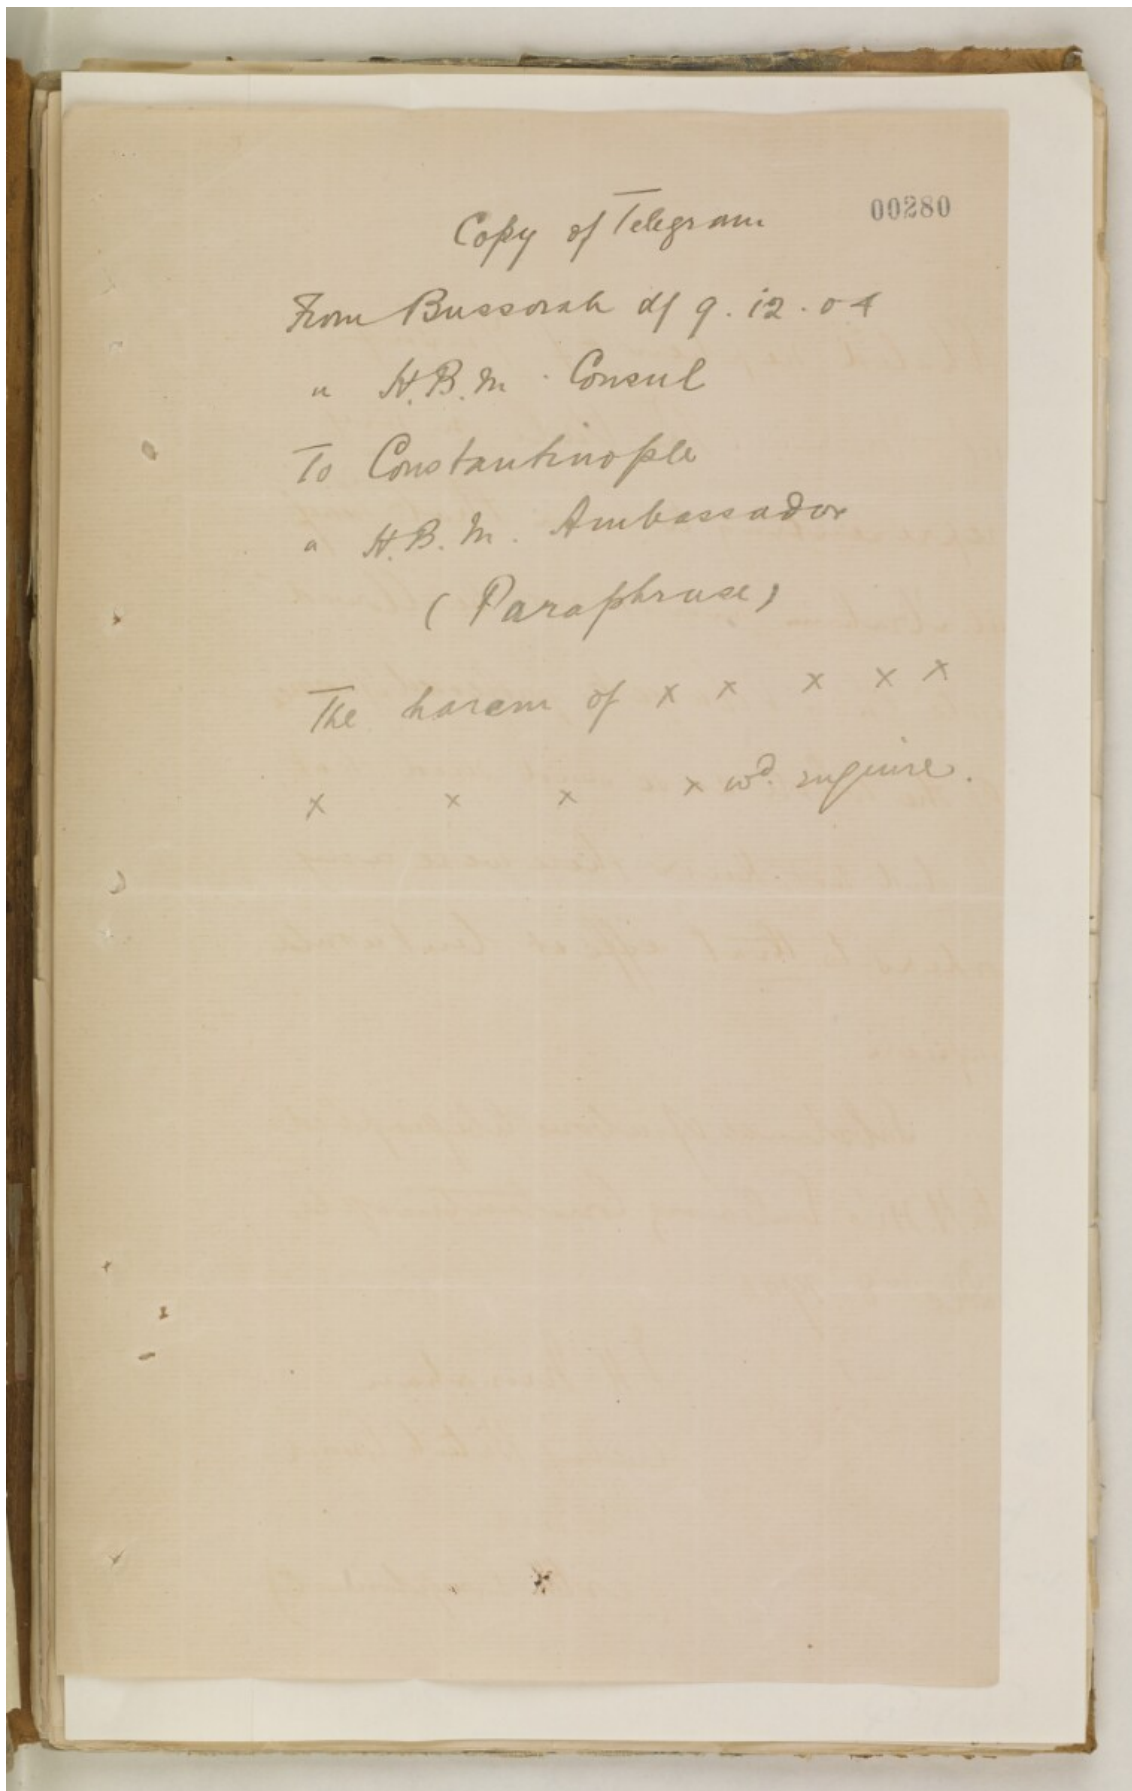 00280
Copy of Telegram
From Bussorah d/ 9.12.04
" H.B.M. Consul
To Constantinople
" H.B.M. Ambassador
(Paraphrase)
The harem of x x x x x
x x x x wd. enquire.